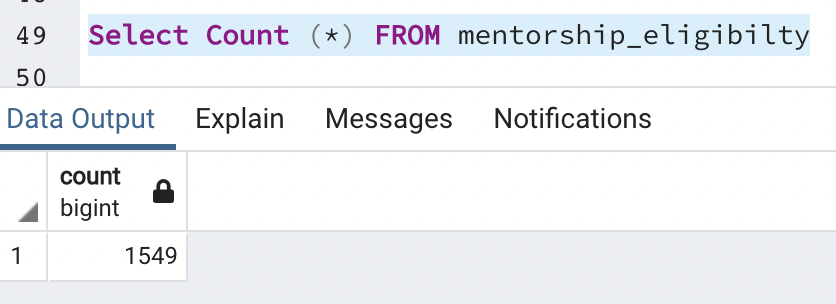 49 Select Count (*) FROM mentorship_eligibilty
50
Data Output Explain Messages Notifications
count
bigint
1 1549